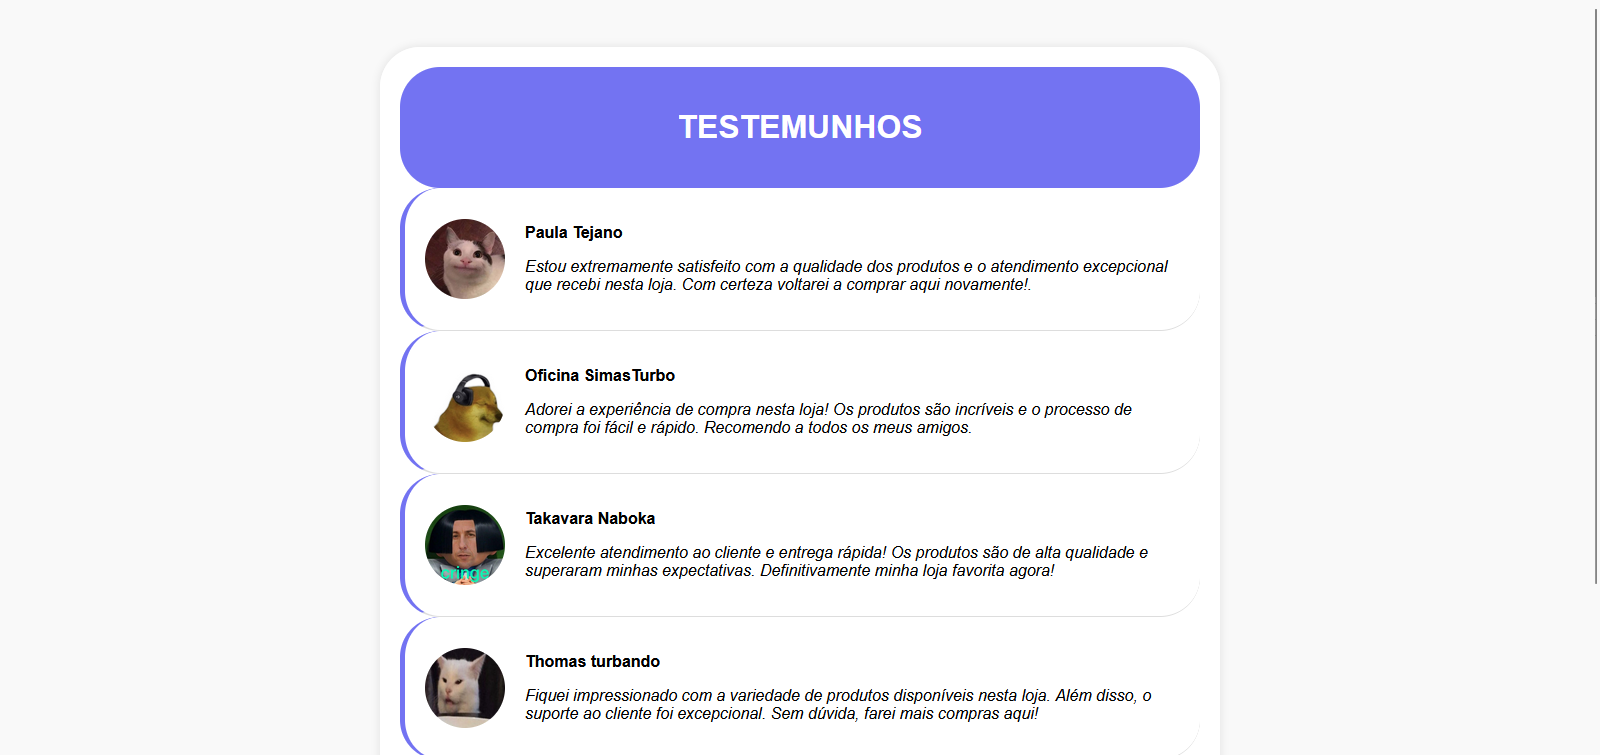 TESTEMUNHOS
Paula Tejano
Estou extremamente satisfeito com a qualidade dos produtos e o atendimento excepcional
que recebi nesta loja. Com certeza voltarei a comprar aqui novamente!.
Oficina SimasTurbo
Adorei a experiência de compra nesta loja! Os produtos são incríveis e o processo de
compra foi fácil e rápido. Recomendo a todos os meus amigos.
Takavara Naboka
Excelente atendimento ao cliente e entrega rápida! Os produtos são de alta qualidade e
superaram minhas expectativas. Definitivamente minha loja favorita agora!
cringe
Thomas turbando
Fiquei impressionado com a variedade de produtos disponíveis nesta loja. Além disso, o
suporte ao cliente foi excepcional. Sem dúvida, farei mais compras aqui!